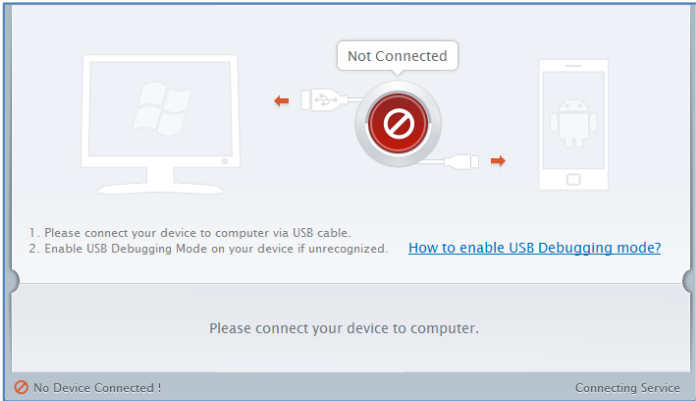 Not Connected
1. Please connect your device to computer via USB cable.
2. Enable USB Debugging Mode on your device if unrecognized. How to enable USB Debugging mode?
Please connect your device to computer.
No Device Connected !
Connecting Service